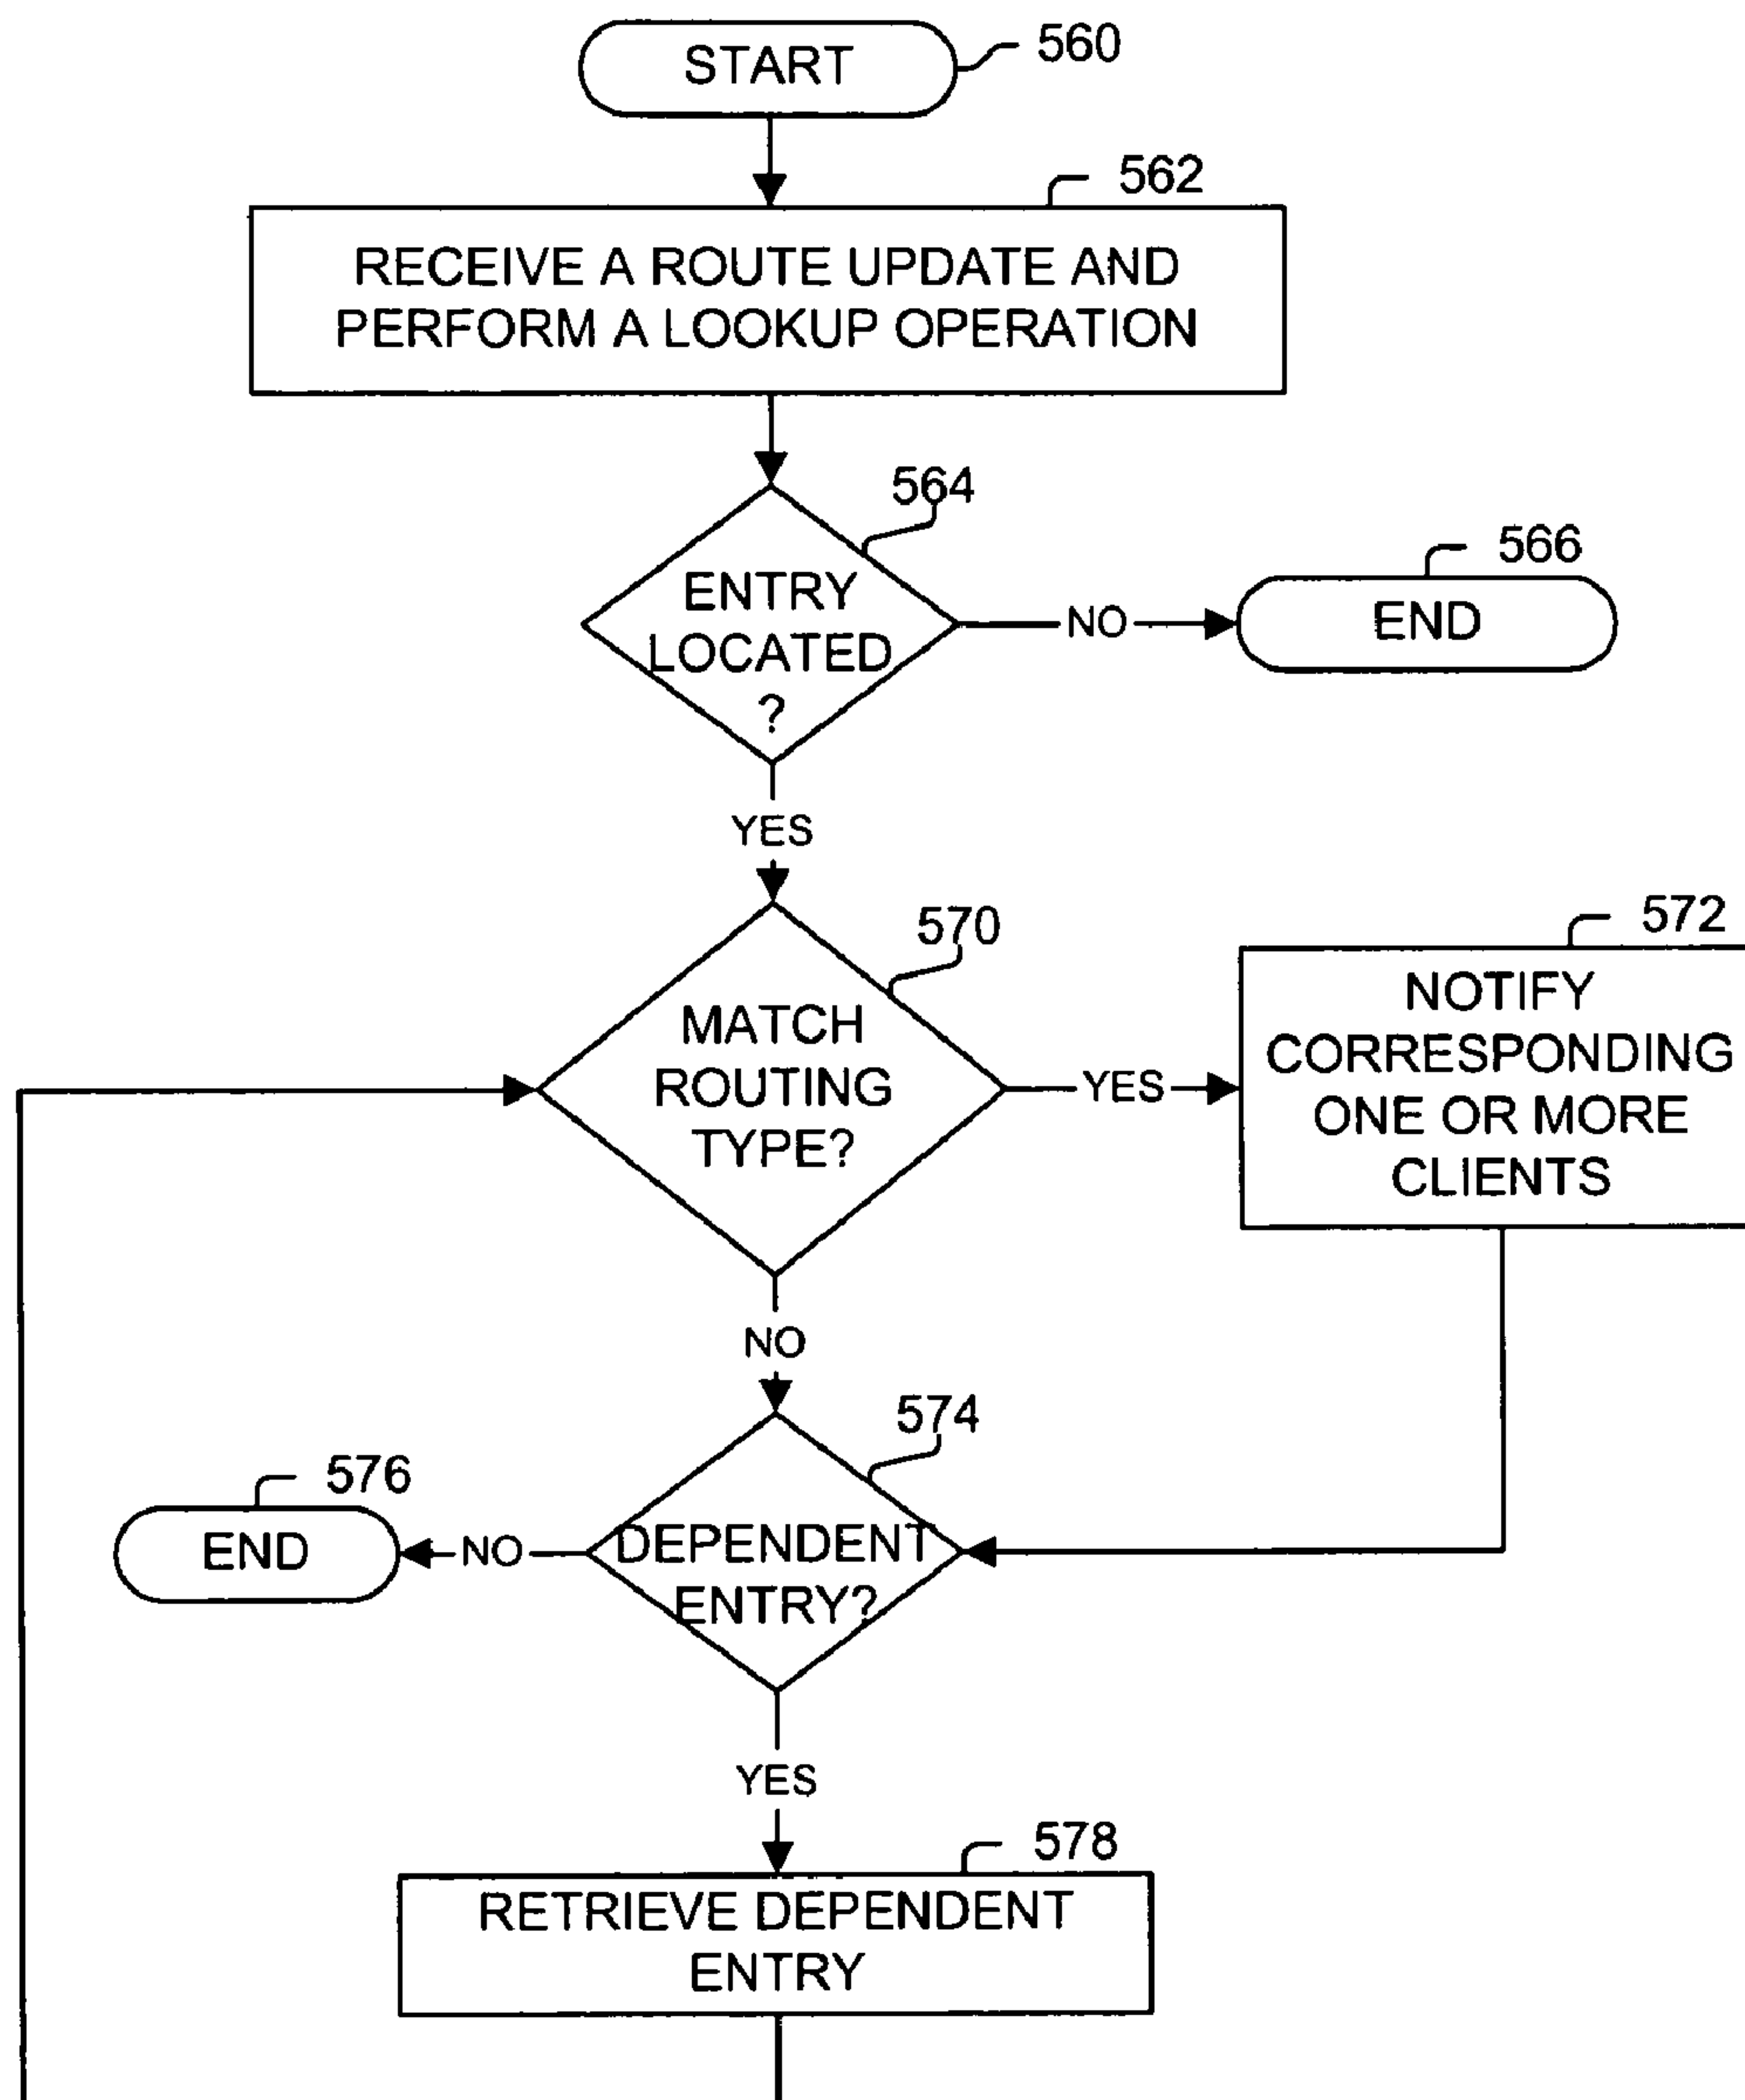 START
560
562
RECEIVE A ROUTE UPDATE AND
PERFORM A LOOKUP OPERATION
564
ENTRY
LOCATED
?
NO
566
END
YES
570
MATCH
ROUTING
TYPE?
YES
572
NOTIFY
CORRESPONDING
ONE OR MORE
CLIENTS
NO
574
DEPENDENT
ENTRY?
NO
576
END
YES
578
RETRIEVE DEPENDENT
ENTRY